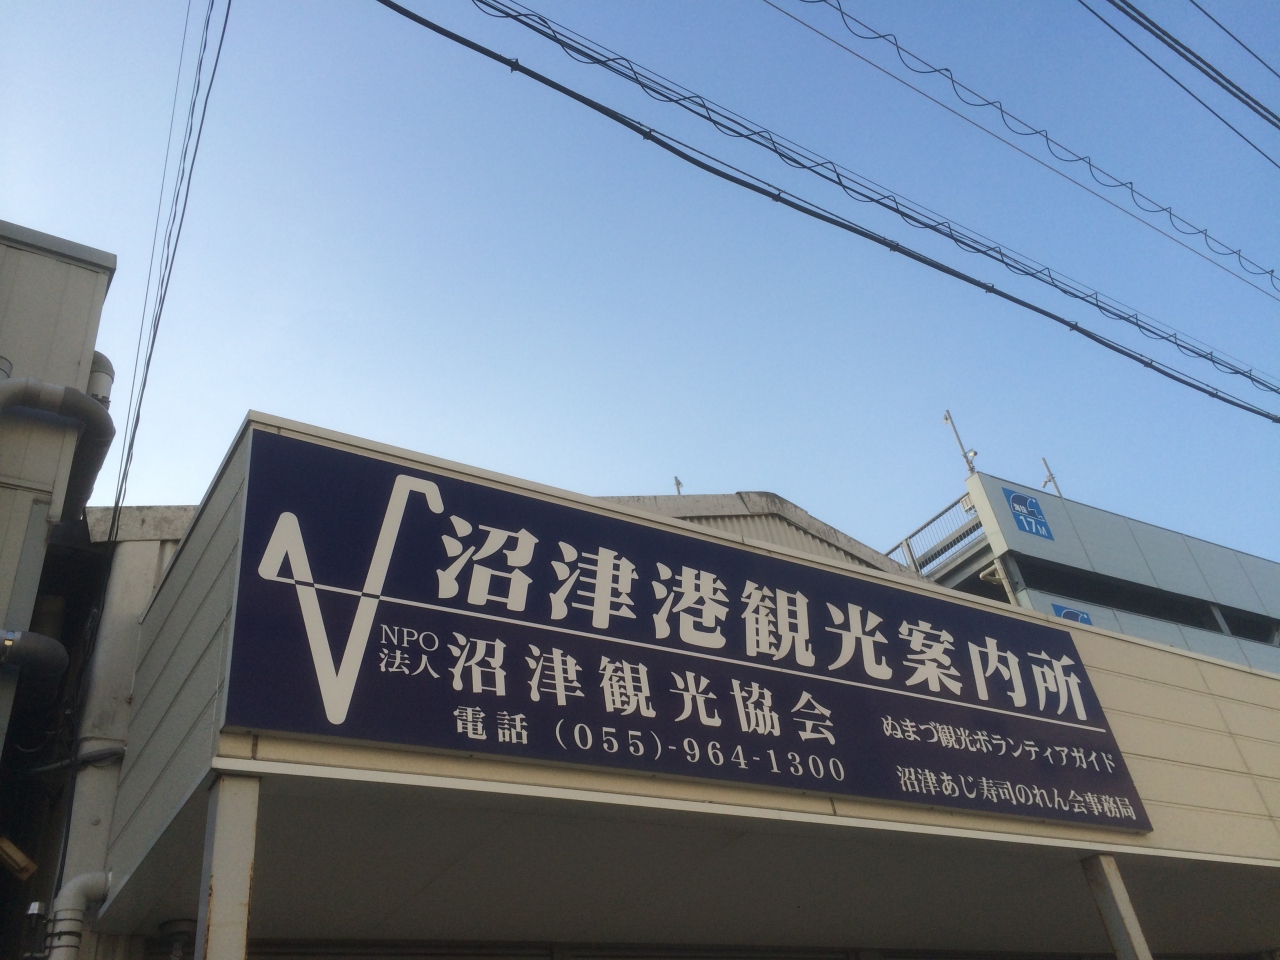 沼津港観光案内所
NPO
法人 沼津観光協会
電話 (055)-964-1300
ぬまづ観光ボランティアガイド
沼津あじ寿司のれん会事務局
海抜
17M